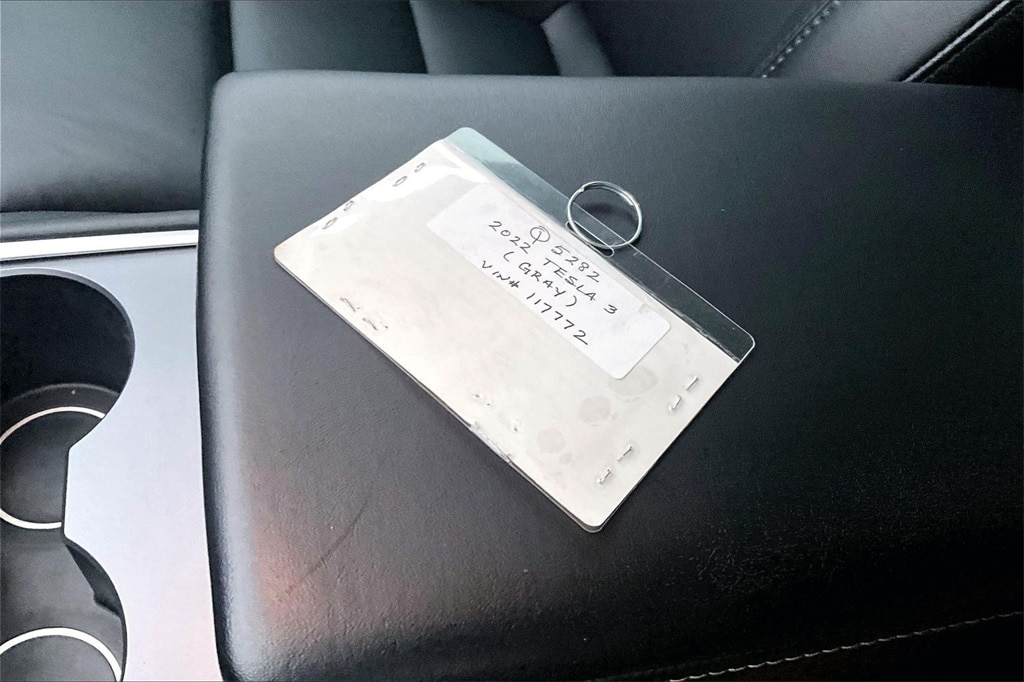 Q 5282
2022 TESLA 3
(GRAY)
VIN# 117772